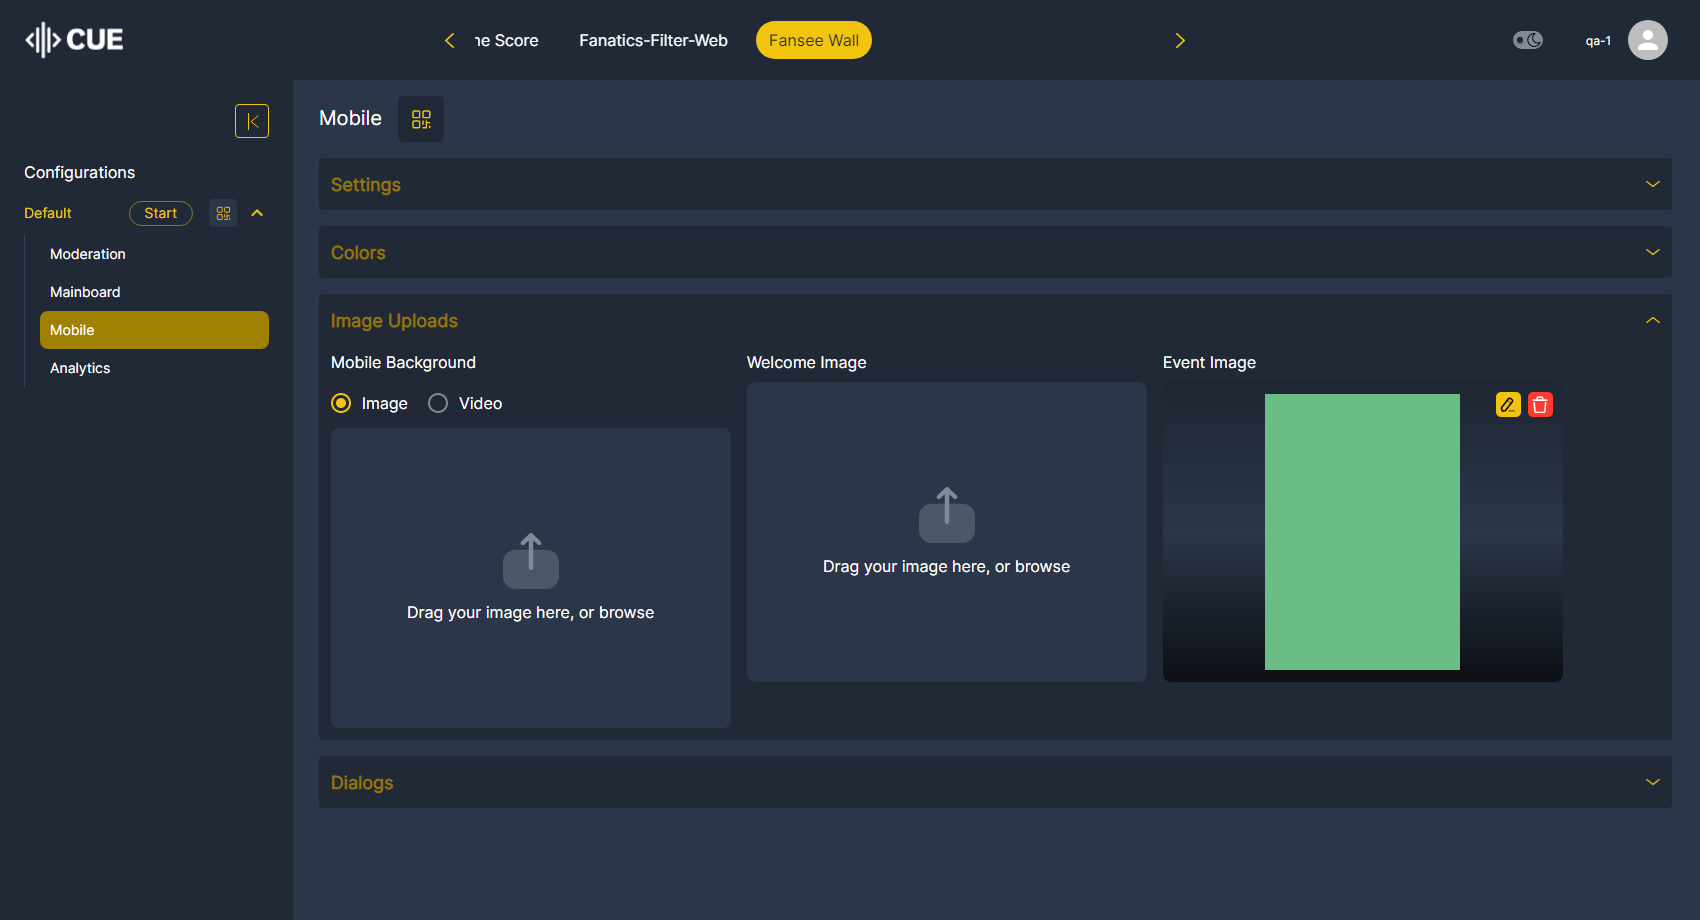 CUE
Score
Fanatics-Filter-Web
Fansee Wall
qa-1
Configurations
Default
Start
Moderation
Mainboard
Mobile
Analytics
Mobile
Settings
Colors
Image Uploads
Mobile Background
Image
Video
Drag your image here, or browse
Welcome Image
Drag your image here, or browse
Event Image
Dialogs